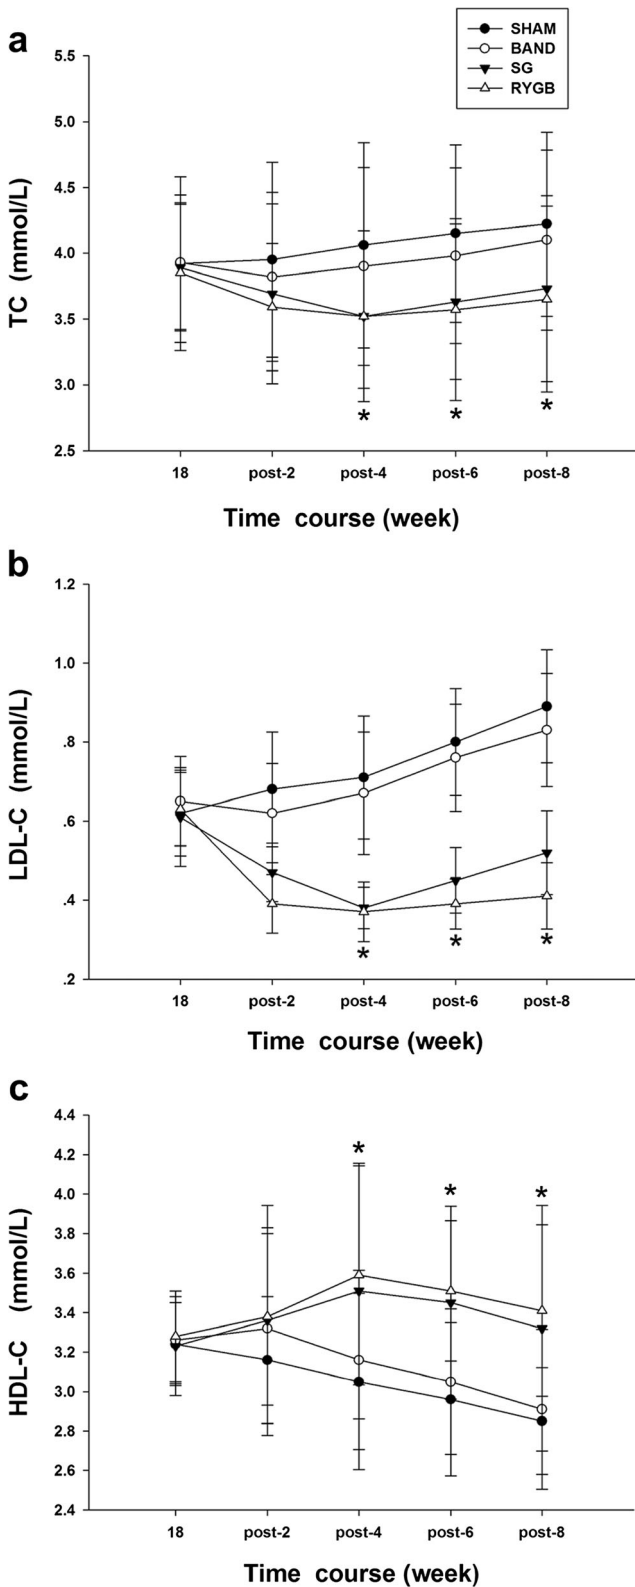 a
SHAM
BAND
SG
RYGB
5.5
5.0
4.5
4.0
3.5
3.0
2.5
TC (mmol/L)
18 post-2 post-4 post-6 post-8
* * *
Time course (week)
b
1.2
1.0
.8
.6
.4
.2
LDL-C (mmol/L)
18 post-2 post-4 post-6 post-8
* * *
Time course (week)
c
4.4
4.2
4.0
3.8
3.6
3.4
3.2
3.0
2.8
2.6
2.4
HDL-C (mmol/L)
* * *
18 post-2 post-4 post-6 post-8
Time course (week)